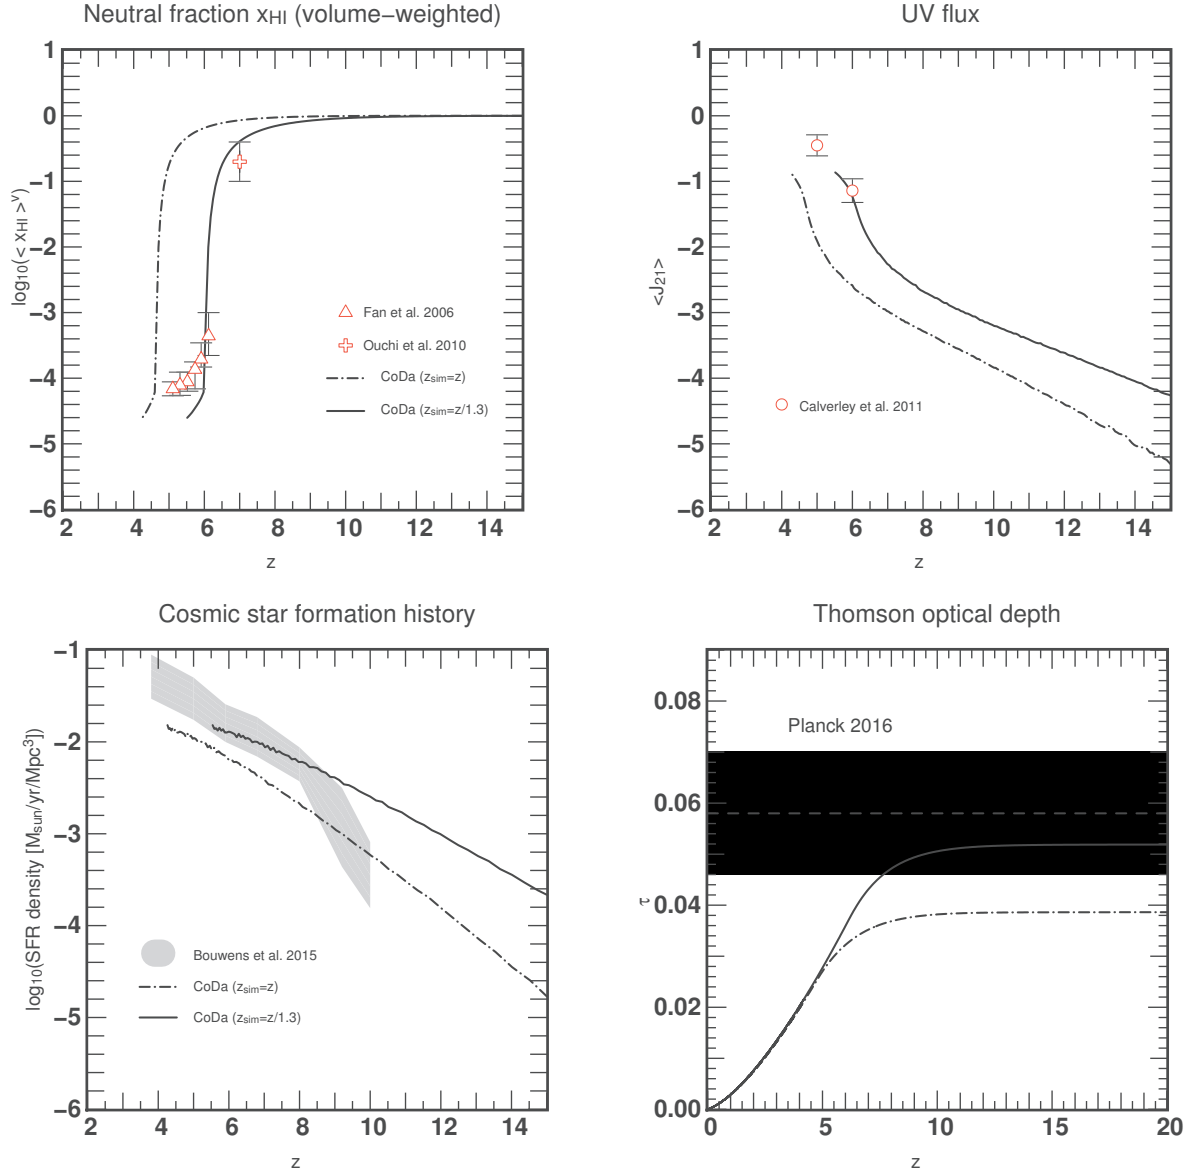 Neutral fraction xHI (volume−weighted)
1
0
−1
−2
−3
−4
−5
−6
log10(< xHI >v)
Fan et al. 2006
Ouchi et al. 2010
CoDa (zsim=z)
CoDa (zsim=z/1.3)
2 4 6 8 10 12 14
z
UV flux
1
0
−1
−2
−3
−4
−5
−6
<J21>
Calverley et al. 2011
2 4 6 8 10 12 14
z
Cosmic star formation history
−1
−2
−3
−4
−5
−6
log10(SFR density [Msun/yr/Mpc3])
Bouwens et al. 2015
CoDa (zsim=z)
CoDa (zsim=z/1.3)
2 4 6 8 10 12 14
z
Thomson optical depth
0.08
0.06
0.04
0.02
0.00
τ
Planck 2016
0 5 10 15 20
z